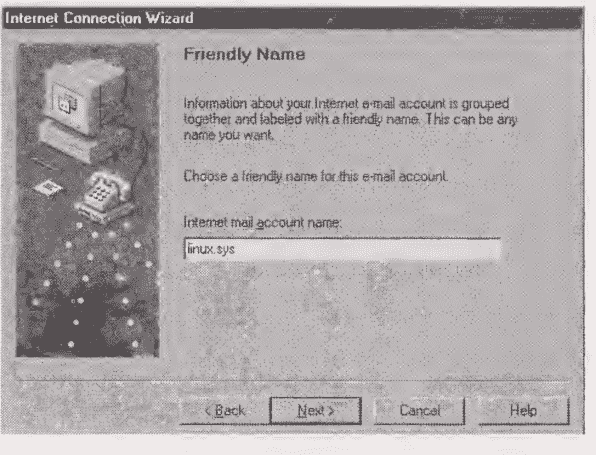 Internet Connection Wizard
Friendly Name
Information about your Internet e-mail account is grouped
together and labeled with a friendly name. This can be any
name you want.
Choose a friendly name for this e-mail account.
Internet mail account name:
linux.sys
< Back
Next >
Cancel
Help